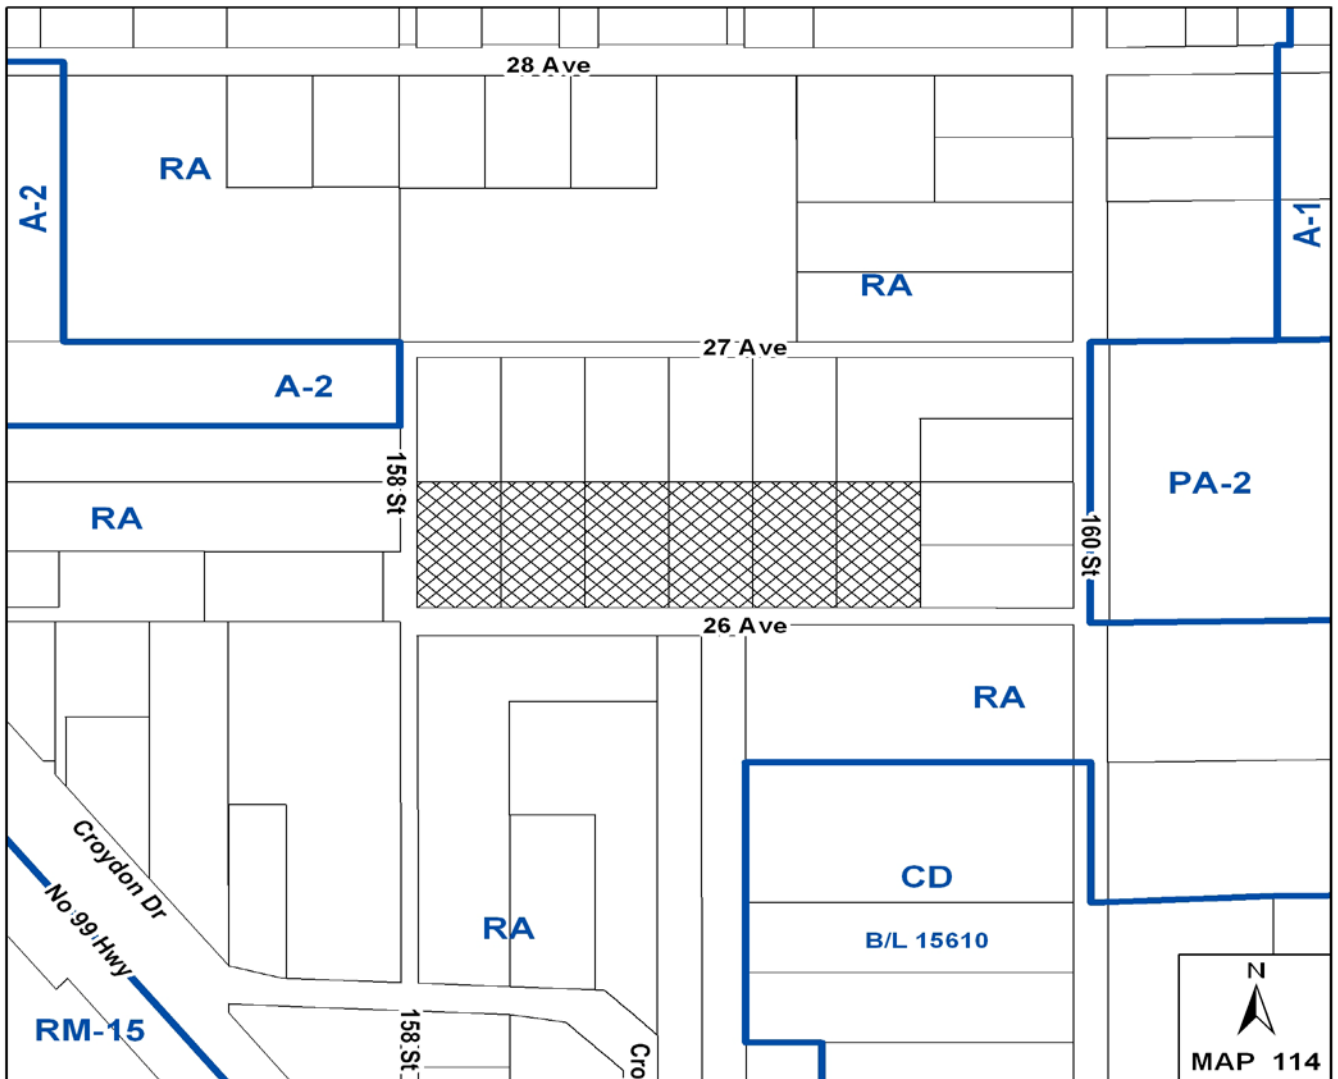 28 Ave
RA
A-2
A-1
RA
27 Ave
A-2
158 St
PA-2
RA
160 St
26 Ave
RA
Croydon Dr
CD
No 99 Hwy
RA
B/L 15610
N
RM-15
158 St
Cro
MAP 114